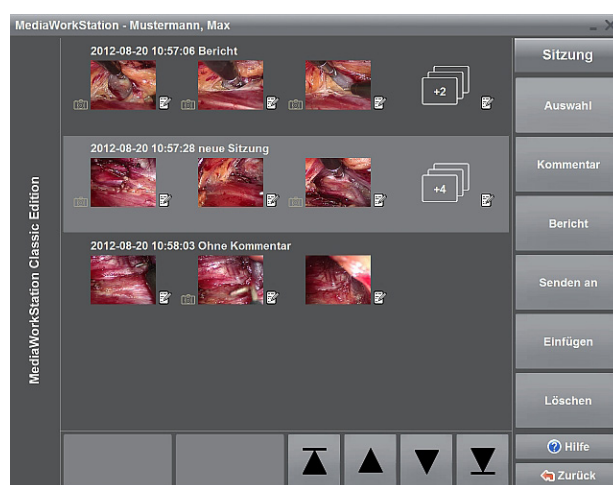 MediaWorkStation - Mustermann, Max
MediaWorkStation Classic Edition
2012-08-20 10:57:06 Bericht
+2
2012-08-20 10:57:28 neue Sitzung
+4
2012-08-20 10:58:03 Ohne Kommentar
Sitzung
Auswahl
Kommentar
Bericht
Senden an
Einfügen
Löschen
Hilfe
Zurück